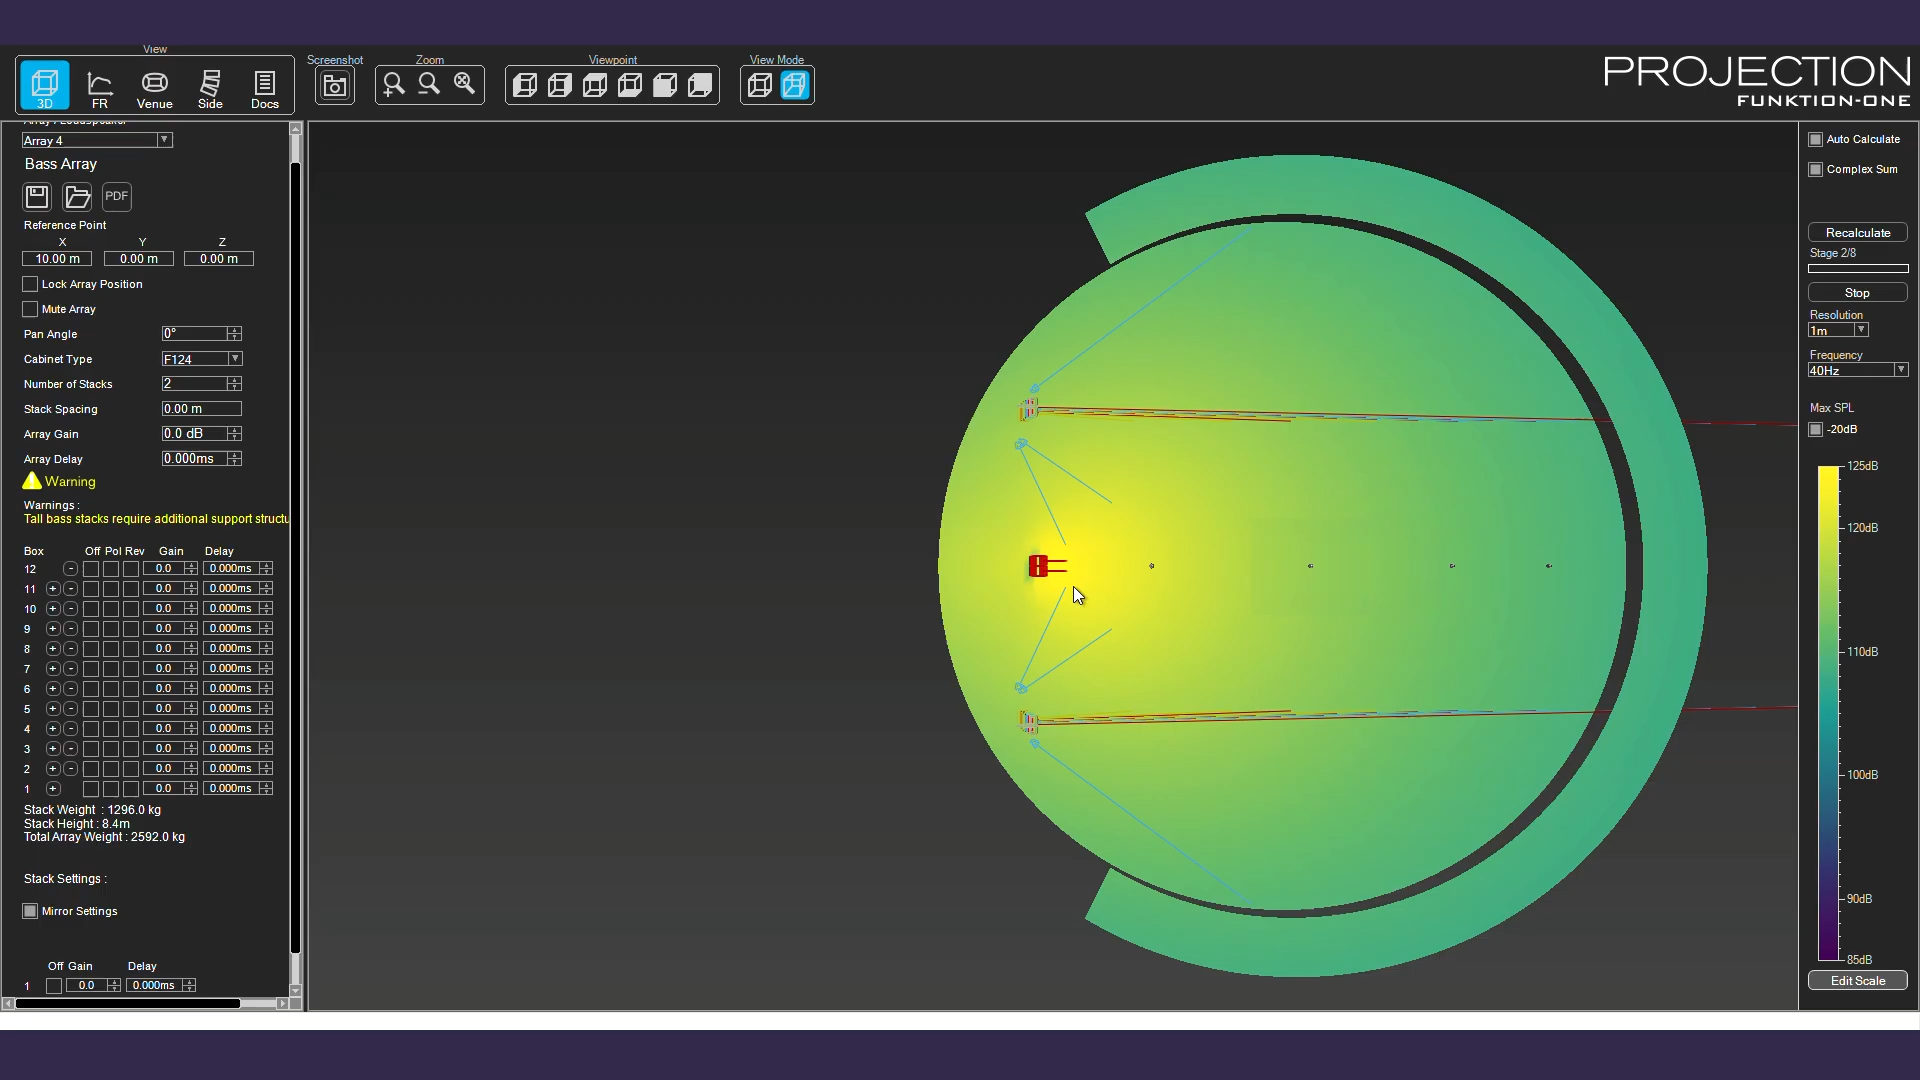 View
Screenshot
Zoom
Viewpoint
View Mode
3D
FR
Venue
Side
Docs
PROJECTION
FUNKTION-ONE
Array / Loudspeaker
Array 4
Bass Array
PDF
Reference Point
X Y Z
10.00 m 0.00 m 0.00 m
Lock Array Position
Mute Array
Pan Angle 0°
Cabinet Type F124
Number of Stacks 2
Stack Spacing 0.00 m
Array Gain 0.0 dB
Array Delay 0.000ms
Warning
Warnings :
Tall bass stacks require additional support structu
Box Off Pol Rev Gain Delay
12 - 0.0 0.000ms
11 + - 0.0 0.000ms
10 + - 0.0 0.000ms
9 + - 0.0 0.000ms
8 + - 0.0 0.000ms
7 + - 0.0 0.000ms
6 + - 0.0 0.000ms
5 + - 0.0 0.000ms
4 + - 0.0 0.000ms
3 + - 0.0 0.000ms
2 + - 0.0 0.000ms
1 + 0.0 0.000ms
Stack Weight : 1296.0 kg
Stack Height : 8.4m
Total Array Weight : 2592.0 kg
Stack Settings :
Mirror Settings
Off Gain Delay
1 0.0 0.000ms
Auto Calculate
Complex Sum
Recalculate
Stage 2/8
Stop
Resolution
1m
Frequency
40Hz
Max SPL
-20dB
125dB
120dB
110dB
100dB
90dB
85dB
Edit Scale